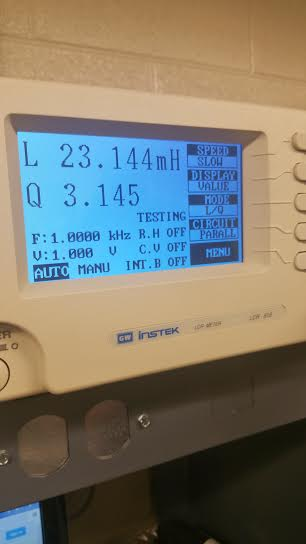 L 23.144mH
Q 3.145
TESTING
F:1.0000 kHz R.H OFF
V:1.000 V C.V OFF
AUTO MANU INT.B OFF
SPEED
SLOW
DISPLAY
VALUE
MODE
L/Q
CIRCUIT
PARALL
MENU
GW INSTEK
METER
LCR